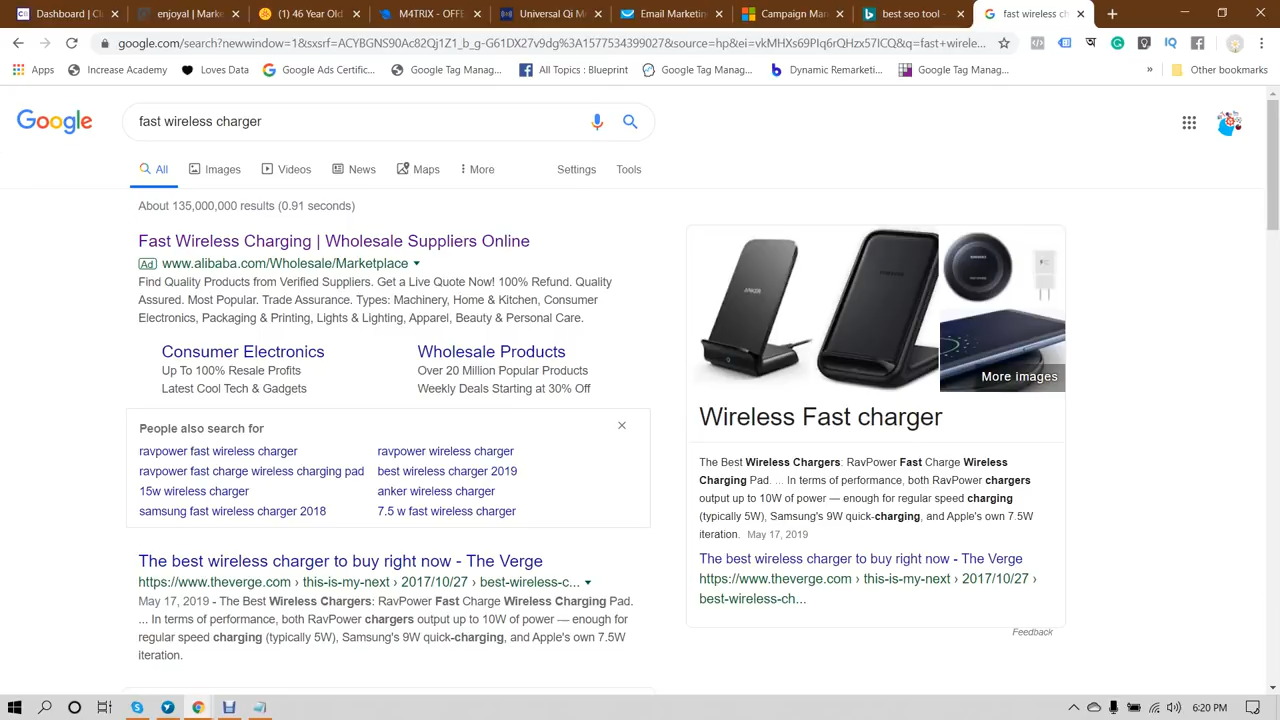 Dashboard | C
enjoyable | Me
(1) 14 Like Cos
M4TRIX - OFFE
Universal Qi M
Email Marketin
Campaign Man
best seo tool -
fast wireless ch
google.com/search?newwindow=1&sxsrf=ACYBGNS90Ac82Qj1Z1_b_g-G61DX27v9dg%3A1577534399027&source=hp&ei=vkMHXs69PIq6rQHzx57ICQ&q=fast+wirele...
Apps
Increase Academy
Loves Data
Google Ads Certific...
Google Tag Manag...
All Topics : Blueprint
Google Tag Manag...
Dynamic Remarketi...
Google Tag Manag...
»
Other bookmarks
Google
fast wireless charger
All
Images
Videos
News
Maps
More
Settings
Tools
About 135,000,000 results (0.91 seconds)
Fast Wireless Charging | Wholesale Suppliers Online
Ad www.alibaba.com/Wholesale/Marketplace
Find Quality Products from Verified Suppliers. Get a Live Quote Now! 100% Refund. Quality
Assured. Most Popular. Trade Assurance. Types: Machinery, Home & Kitchen, Consumer
Electronics, Packaging & Printing, Lights & Lighting, Apparel, Beauty & Personal Care.
Consumer Electronics
Up To 100% Resale Profits
Latest Cool Tech & Gadgets
Wholesale Products
Over 20 Million Popular Products
Weekly Deals Starting at 30% Off
People also search for
ravpower fast wireless charger
ravpower wireless charger
ravpower fast charge wireless charging pad
best wireless charger 2019
15w wireless charger
anker wireless charger
samsung fast wireless charger 2018
7.5 w fast wireless charger
The best wireless charger to buy right now - The Verge
https://www.theverge.com › this-is-my-next › 2017/10/27 › best-wireless-c...
May 17, 2019 - The Best Wireless Chargers: RavPower Fast Charge Wireless Charging Pad.
... In terms of performance, both RavPower chargers output up to 10W of power — enough for
regular speed charging (typically 5W), Samsung's 9W quick-charging, and Apple's own 7.5W
iteration.
ANKER
SAMSUNG
More images
Wireless Fast charger
The Best Wireless Chargers: RavPower Fast Charge Wireless
Charging Pad. ... In terms of performance, both RavPower chargers
output up to 10W of power — enough for regular speed charging
(typically 5W), Samsung's 9W quick-charging, and Apple's own 7.5W
iteration. May 17, 2019
The best wireless charger to buy right now - The Verge
https://www.theverge.com › this-is-my-next › 2017/10/27 ›
best-wireless-ch...
Feedback
6:20 PM